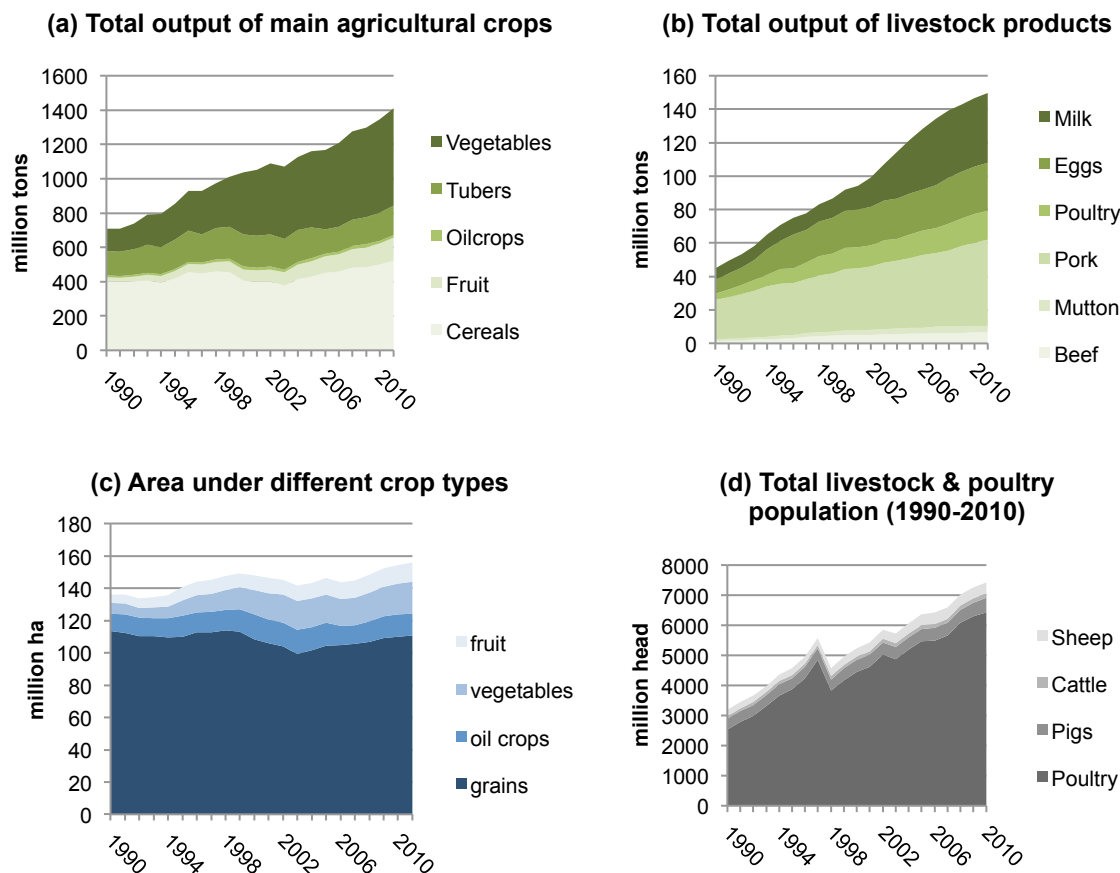 (a) Total output of main agricultural crops
million tons
1600
1400
1200
1000
800
600
400
200
0
1990
1994
1998
2002
2006
2010
Vegetables
Tubers
Oilcrops
Fruit
Cereals
(b) Total output of livestock products
million tons
160
140
120
100
80
60
40
20
0
1990
1994
1998
2002
2006
2010
Milk
Eggs
Poultry
Pork
Mutton
Beef
(c) Area under different crop types
million ha
180
160
140
120
100
80
60
40
20
0
1990
1994
1998
2002
2006
2010
fruit
vegetables
oil crops
grains
(d) Total livestock & poultry
population (1990-2010)
million head
8000
7000
6000
5000
4000
3000
2000
1000
0
1990
1994
1998
2002
2006
2010
Sheep
Cattle
Pigs
Poultry